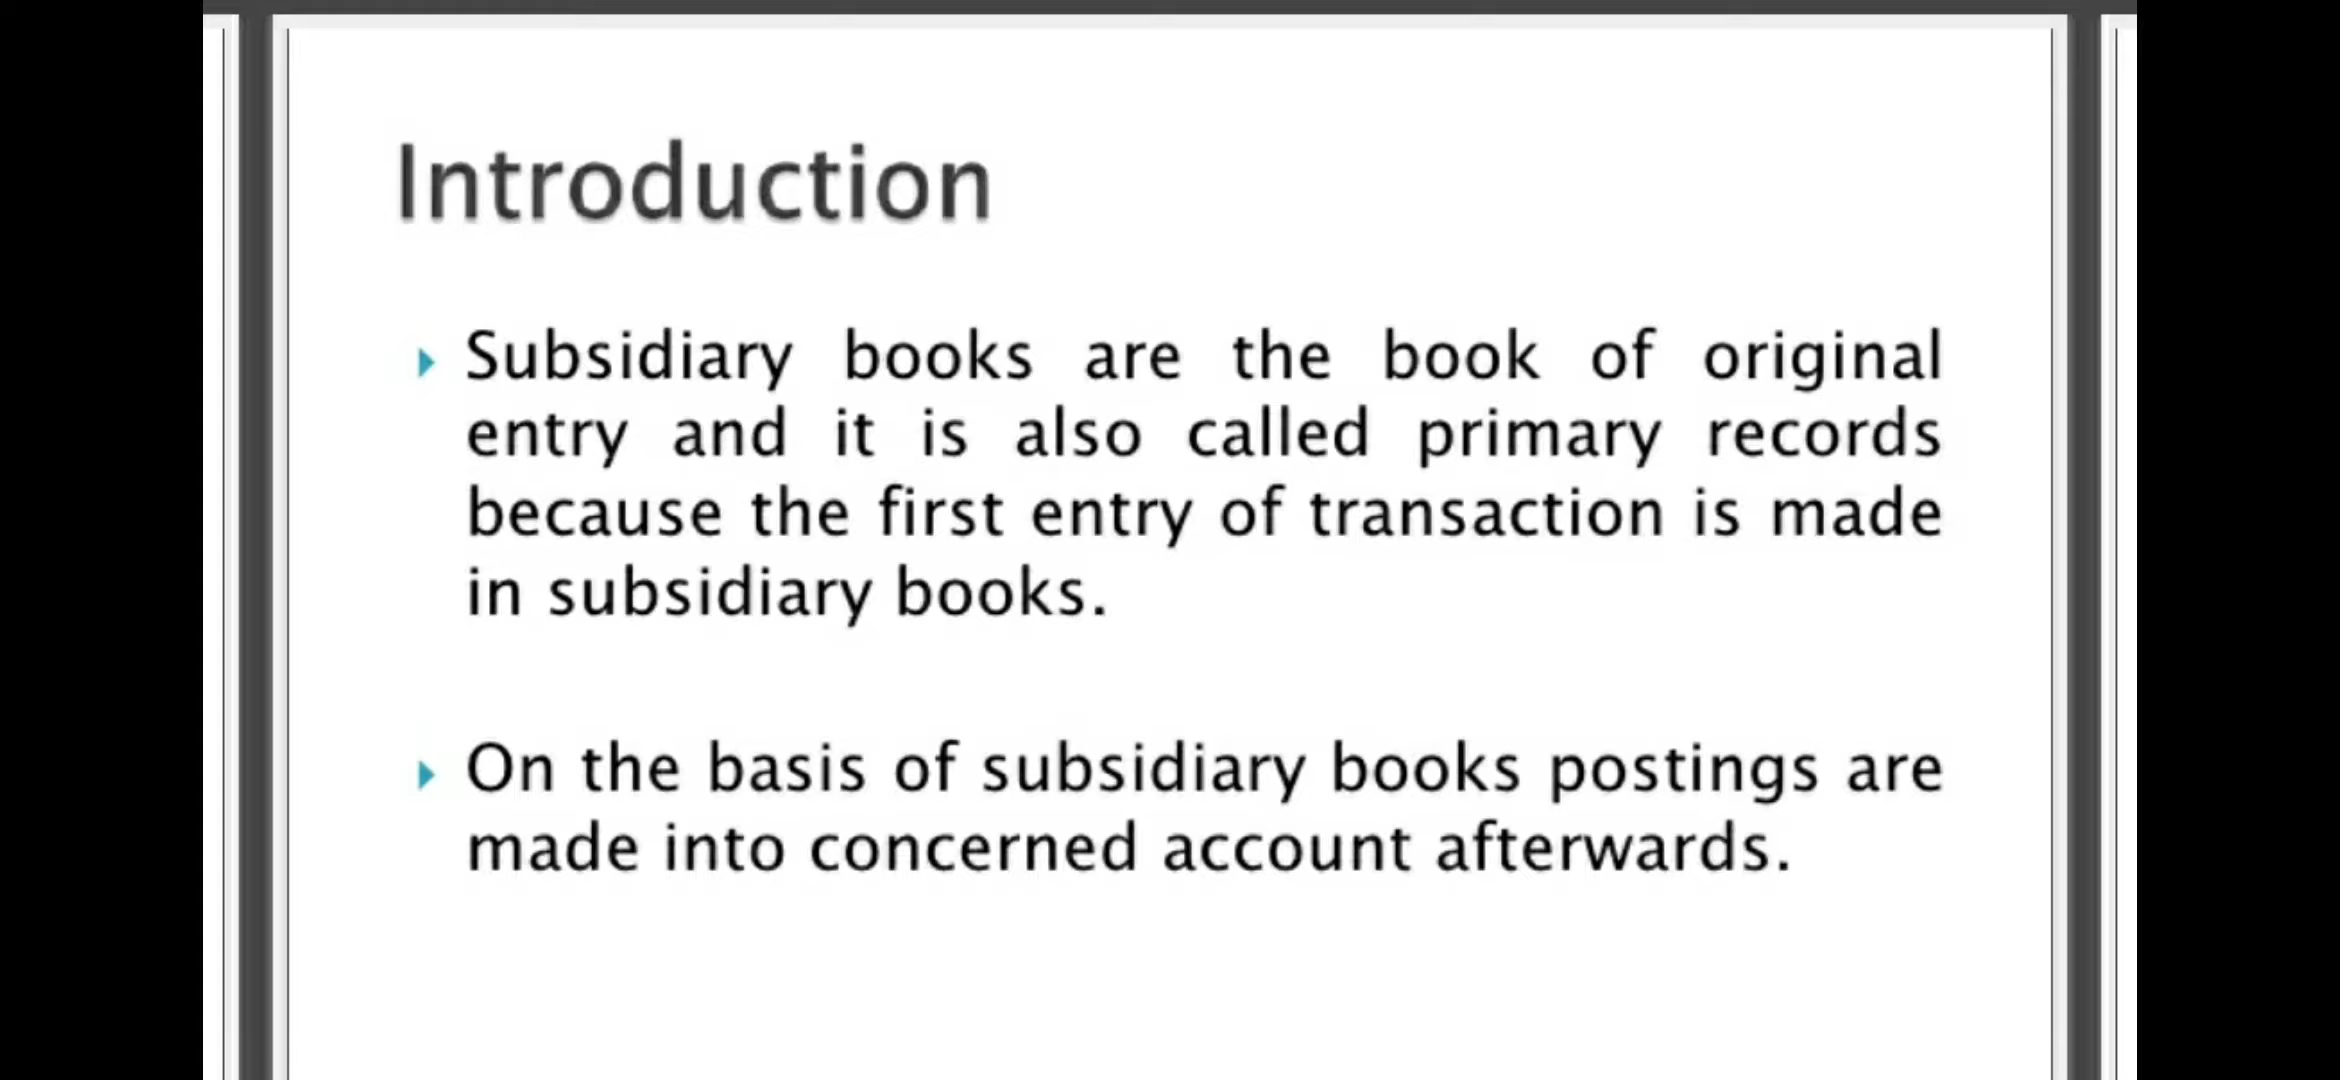 Introduction
Subsidiary books are the book of original
entry and it is also called primary records
because the first entry of transaction is made
in subsidiary books.
On the basis of subsidiary books postings are
made into concerned account afterwards.